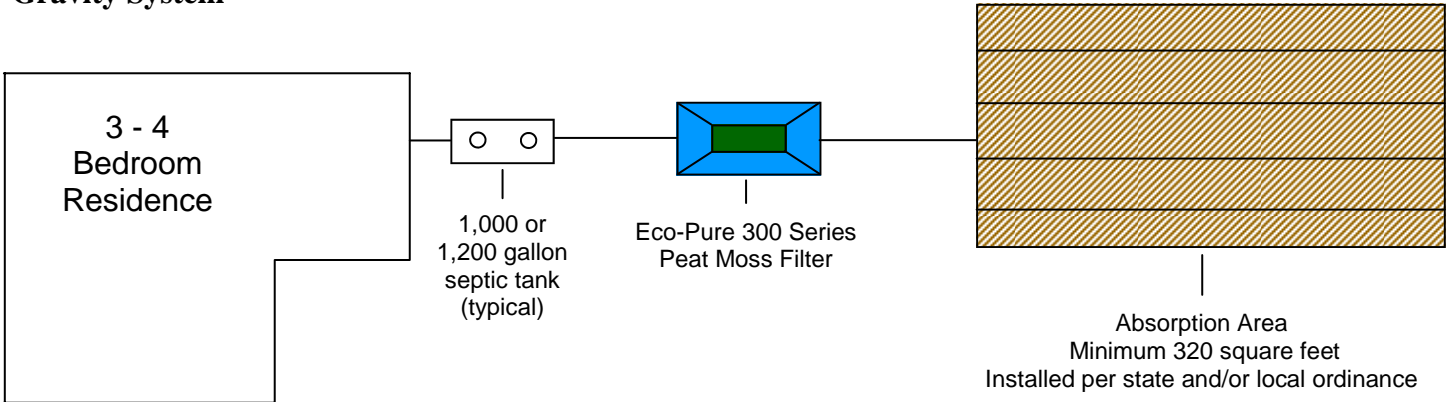 Gravity System
3 - 4
Bedroom
Residence
1,000 or
1,200 gallon
septic tank
(typical)
Eco-Pure 300 Series
Peat Moss Filter
Absorption Area
Minimum 320 square feet
Installed per state and/or local ordinance